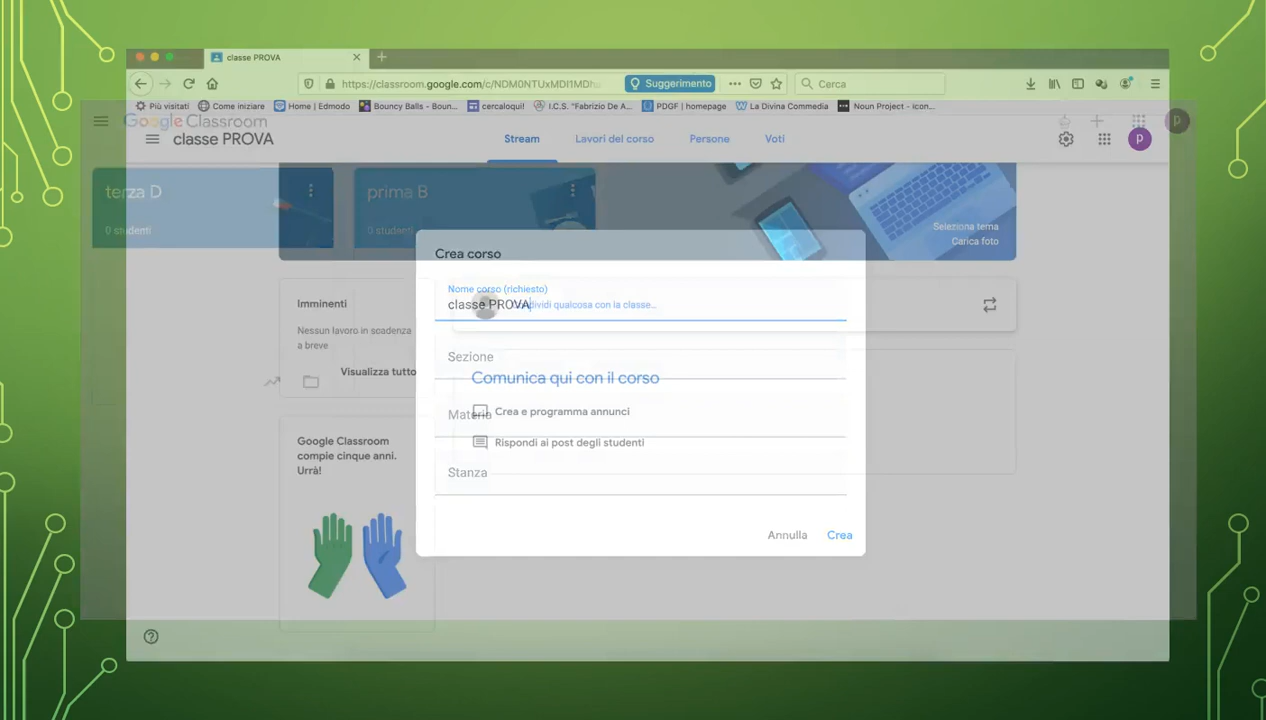 classe PROVA
https://classroom.google.com/c/NDM0NTUxMDI1MDha
Suggerimento
Cerca
Più visitati
Come iniziare
Home | Edmodo
Bouncy Balls - Boun...
cercaloqui!
I.C.S. "Fabrizio De A...
PDGF | homepage
La Divina Commedia
Noun Project - icon...
Google Classroom
classe PROVA
Stream
Lavori del corso
Persone
Voti
p
p
terza D
0 studenti
prima B
0 studenti
Seleziona tema
Carica foto
Crea corso
Nome corso (richiesto)
classe PROVA
Condividi qualcosa con la classe...
Imminenti
Nessun lavoro in scadenza
a breve
Visualizza tutto
Sezione
Comunica qui con il corso
Materia
Crea e programma annunci
Rispondi ai post degli studenti
Stanza
Google Classroom
compie cinque anni.
Urrà!
Annulla
Crea